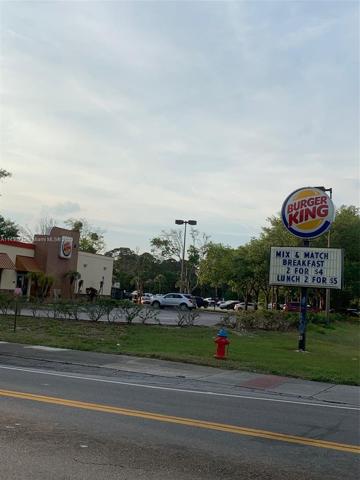 BURGER
KING
MIX & MATCH
BREAKFAST
2 FOR $4
LUNCH 2 FOR $5